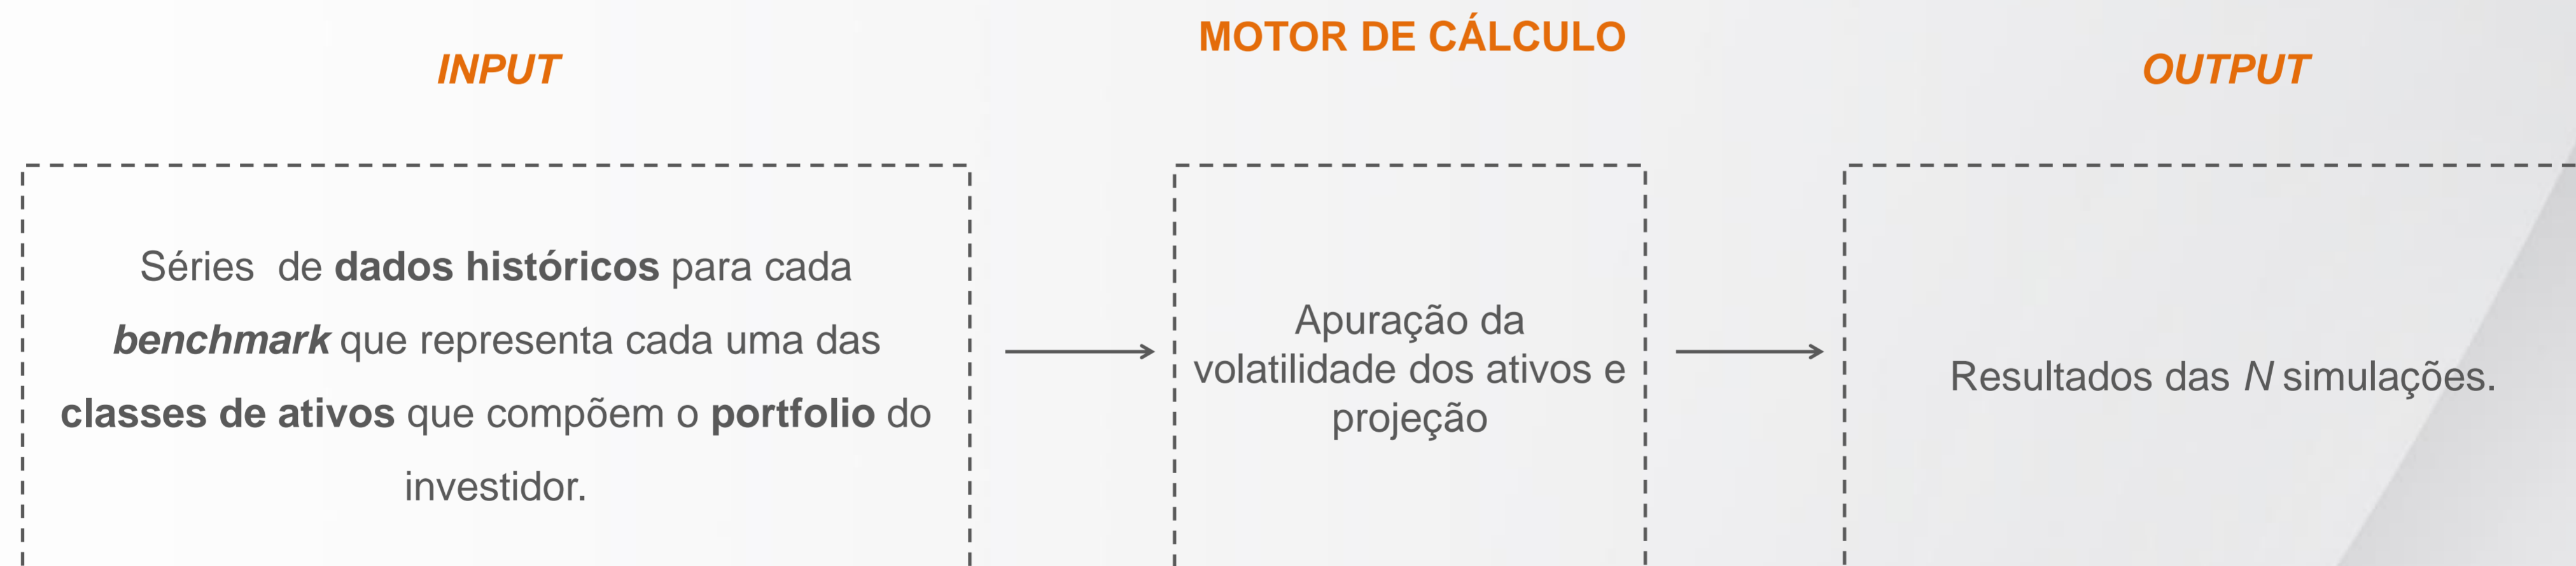 INPUT
MOTOR DE CÁLCULO
OUTPUT
Séries de dados históricos para cada
benchmark que representa cada uma das
classes de ativos que compõem o portfolio do
investidor.
Apuração da
volatilidade dos ativos e
projeção
Resultados das N simulações.